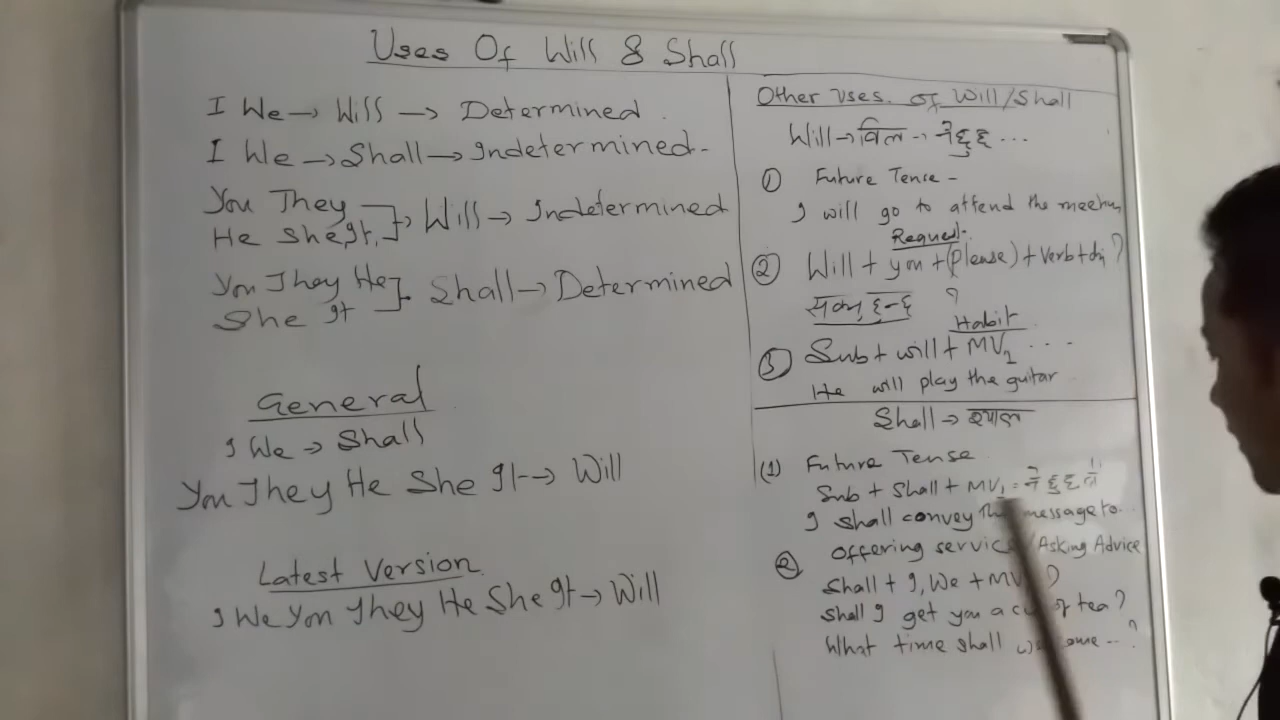 Uses Of Will & Shall
I We → Will → Determined.
I We → Shall → Indetermined.
You They
He She It, → Will → Indetermined
You They He
She It Shall → Determined
General
I We → Shall
You They He She It → Will
Latest Version
I We You They He She It → Will
Other Uses of Will/Shall
Will → विल
① Future Tense -
I will go to attend the meeting
Request
② Will + you + (Please) + Verb + ?
?
Habit
③ Sub + will + MV1 ....
He will play the guitar
Shall → श्याल
(1) Future Tense
Sub + Shall + MV1 =
I shall convey the message to..
② Offering service/Asking Advice
Shall + I, We + MV ?
Shall I get you a cup of tea?
What time shall we come--?